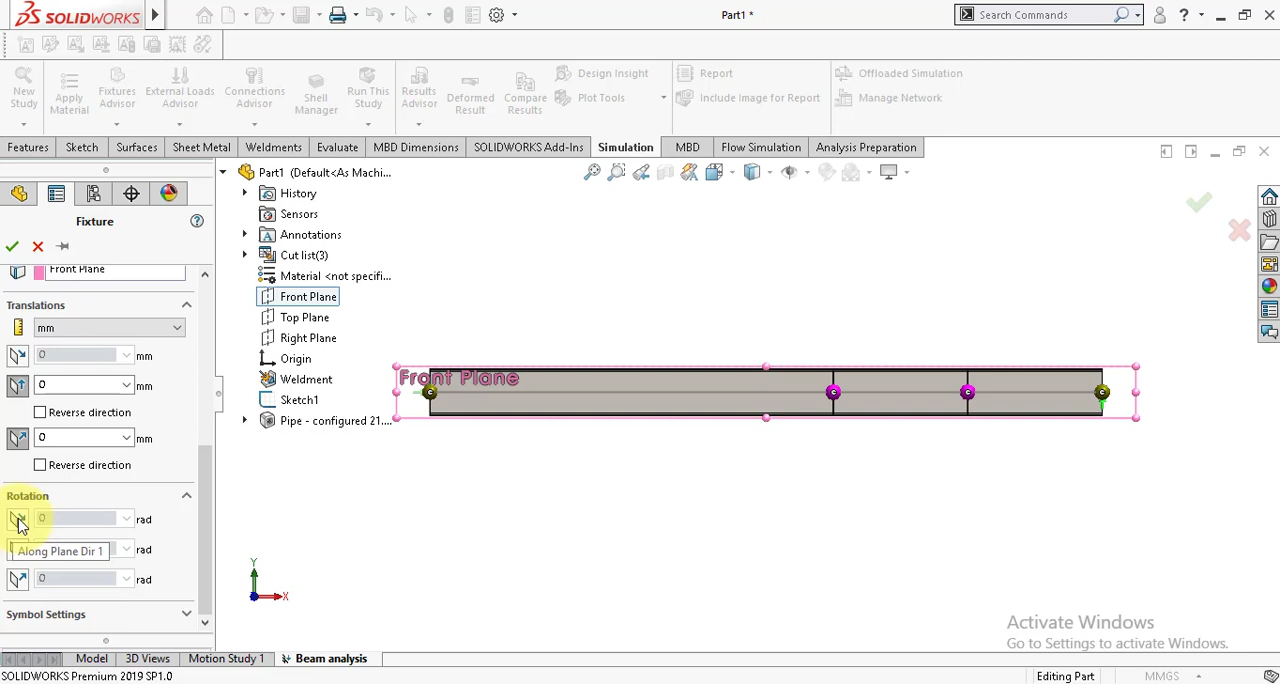 SOLIDWORKS
Part1 *
Search Commands
New Study
Apply Material
Fixtures Advisor
External Loads Advisor
Connections Advisor
Shell Manager
Run This Study
Results Advisor
Deformed Result
Compare Results
Design Insight
Plot Tools
Report
Include Image for Report
Offloaded Simulation
Manage Network
Features
Sketch
Surfaces
Sheet Metal
Weldments
Evaluate
MBD Dimensions
SOLIDWORKS Add-Ins
Simulation
MBD
Flow Simulation
Analysis Preparation
Fixture
Front Plane
Translations
mm
0 mm
0 mm
Reverse direction
0 mm
Reverse direction
Rotation
0 rad
Along Plane Dir 1
rad
0 rad
Symbol Settings
Part1 (Default<As Machi...
History
Sensors
Annotations
Cut list(3)
Material <not specifi...
Front Plane
Top Plane
Right Plane
Origin
Weldment
Sketch1
Pipe - configured 21....
Front Plane
Y
X
Activate Windows
Go to Settings to activate Windows.
Model
3D Views
Motion Study 1
Beam analysis
SOLIDWORKS Premium 2019 SP1.0
Editing Part
MMGS